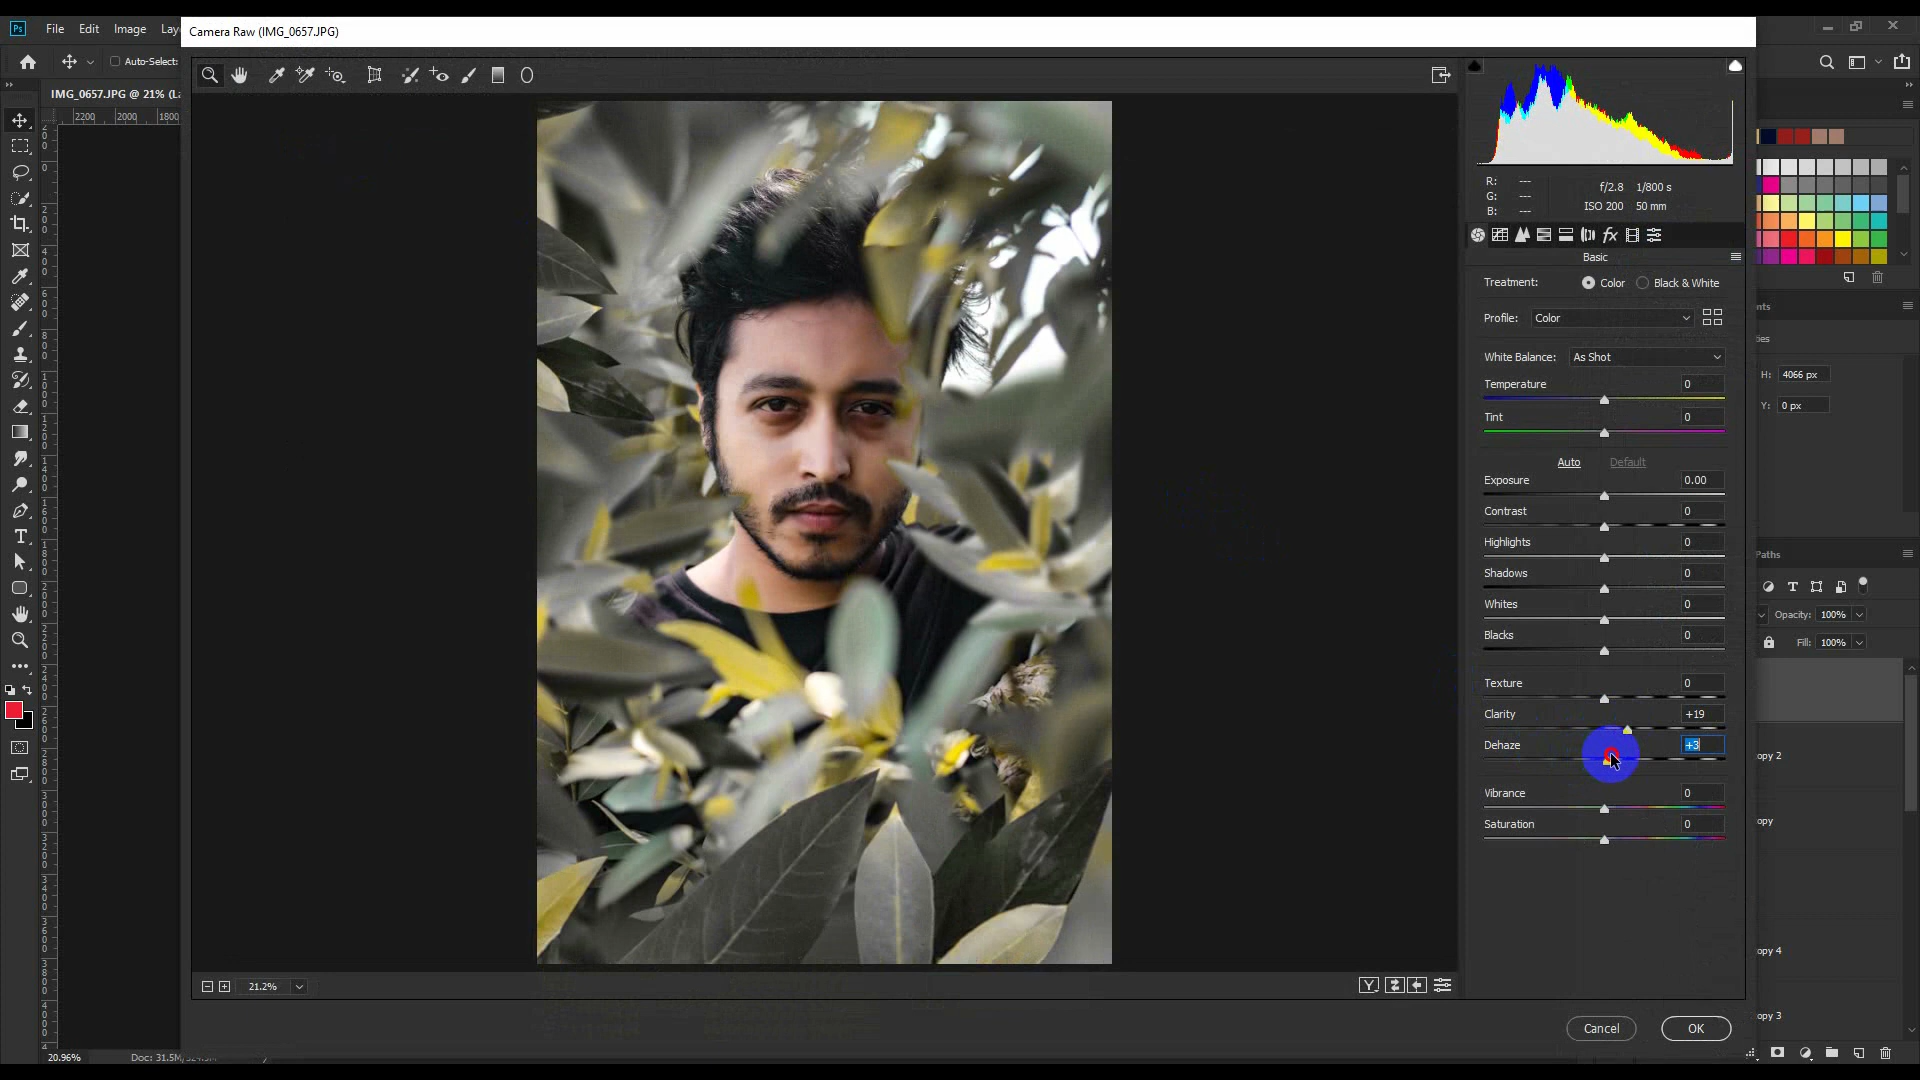 Camera Raw (IMG_0657.JPG)
Ps File Edit Image
Auto-Select:
IMG_0657.JPG @ 21%
2200 2000 1800
R: ---
G: ---
B: ---
f/2.8 1/800 s
ISO 200 50 mm
Basic
Treatment: Color Black & White
Profile: Color
White Balance: As Shot
Temperature 0
Tint 0
Auto Default
Exposure 0.00
Contrast 0
Highlights 0
Shadows 0
Whites 0
Blacks 0
Texture 0
Clarity +19
Dehaze +3
Vibrance 0
Saturation 0
H: 4066 px
Y: 0 px
Paths
Opacity: 100%
Fill: 100%
opy 2
opy
opy 4
opy 3
21.2%
Cancel OK
20.96% Doc: 31.5M